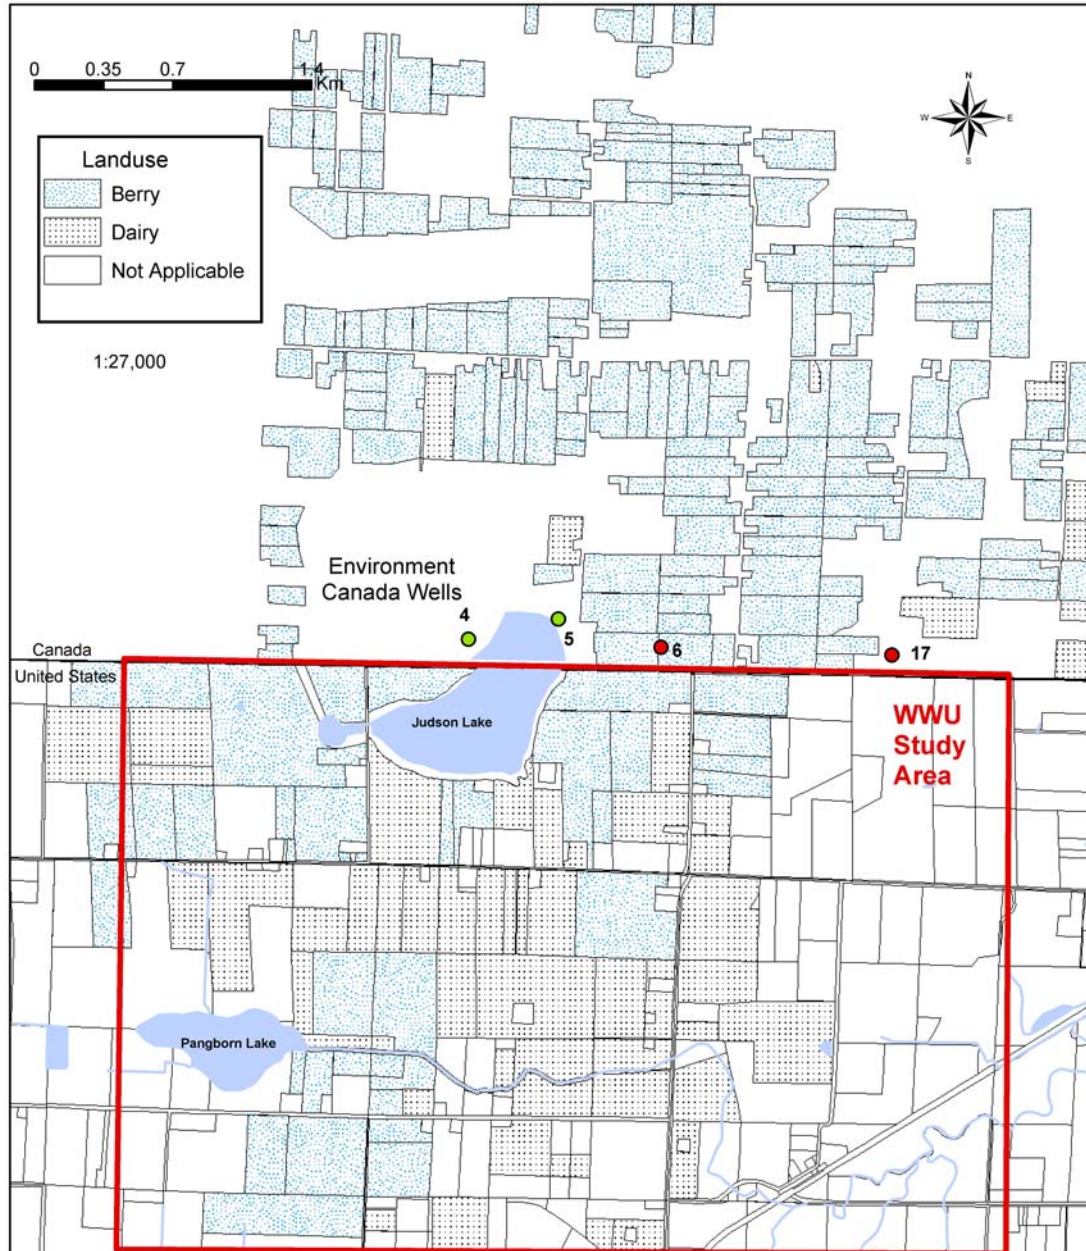 0 0.35 0.7 1.4
Km
N
W E
S
Landuse
Berry
Dairy
Not Applicable
1:27,000
Environment
Canada Wells
4
5
6
17
Canada
United States
Judson Lake
WWU
Study
Area
Pangborn Lake